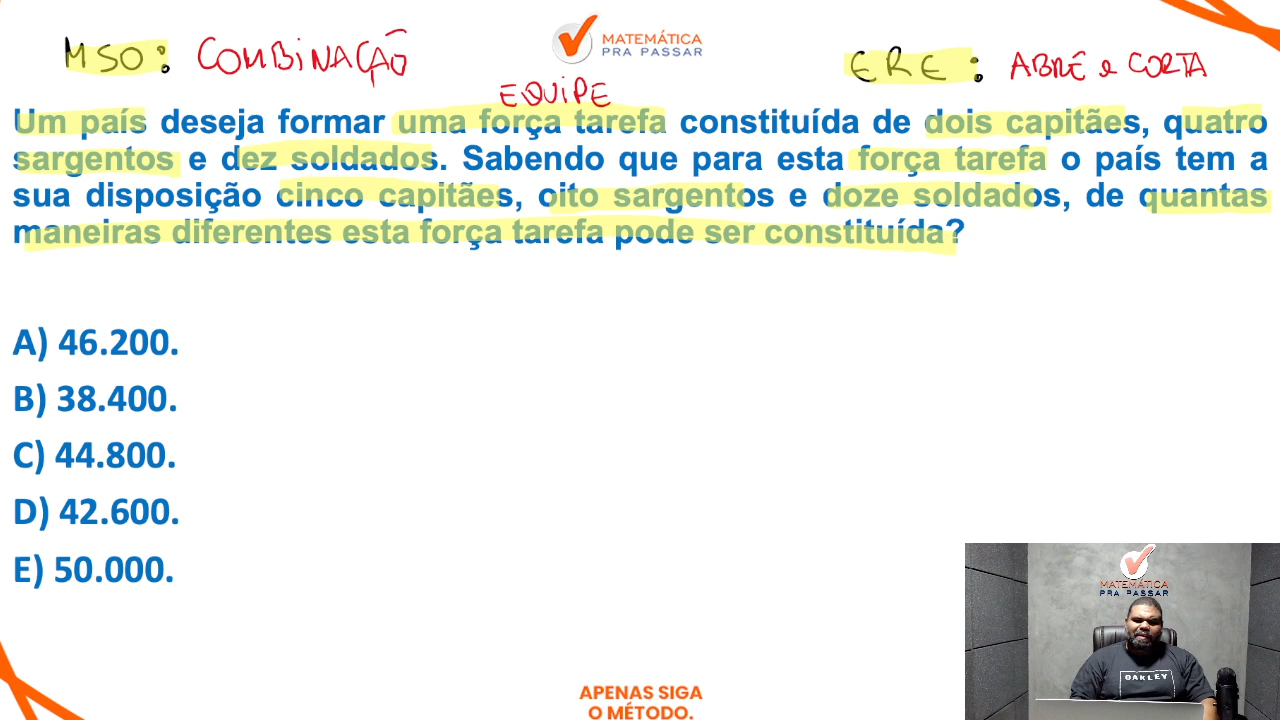 MSO: COMBINAÇÃO
MATEMÁTICA
PRA PASSAR
ERE: ABRE e CORTA
EQUIPE
Um país deseja formar uma força tarefa constituída de dois capitães, quatro
sargentos e dez soldados. Sabendo que para esta força tarefa o país tem a
sua disposição cinco capitães, oito sargentos e doze soldados, de quantas
maneiras diferentes esta força tarefa pode ser constituída?
A) 46.200.
B) 38.400.
C) 44.800.
D) 42.600.
E) 50.000.
MATEMÁTICA
PRA PASSAR
OAKLEY
APENAS SIGA
O MÉTODO.